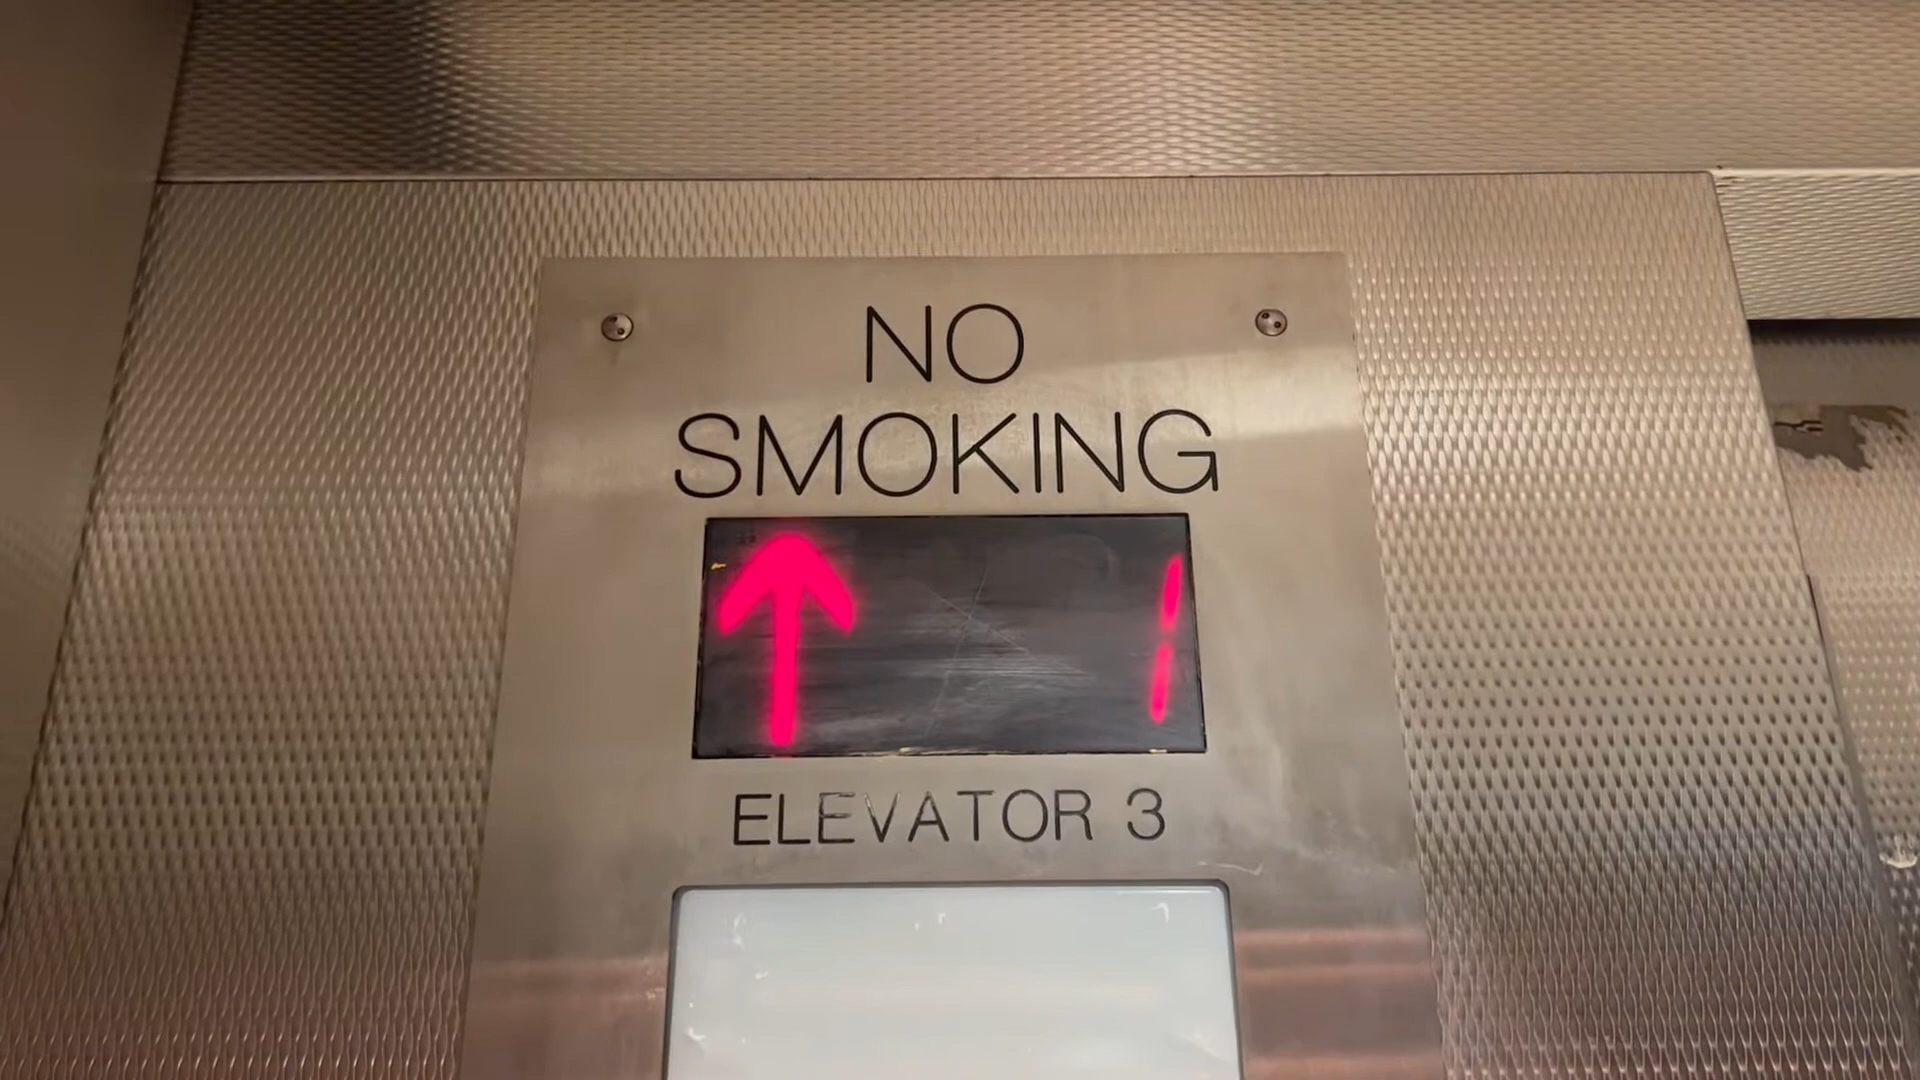 NO
SMOKING
↑ 1
ELEVATOR 3